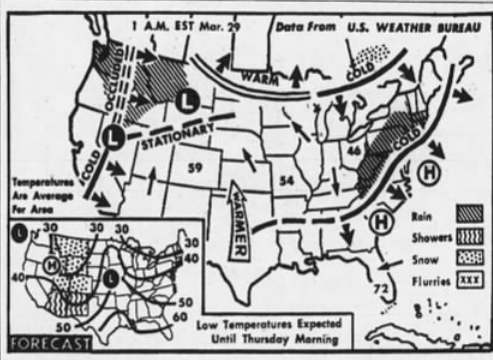 1 A.M. EST Mar. 29
Data From U.S. WEATHER BUREAU
OCCLUDED
WARM
COLD
L
L
STATIONARY
COLD
COLD
46
59
54
H
H
Temperatures
Are Average
Per Area
WARMER
Rain
Showers
Snow
Flurries
XXX
72
L
30
30
30
30
40
H
L
40
50
50
60
FORECAST
Low Temperatures Expected
Until Thursday Morning